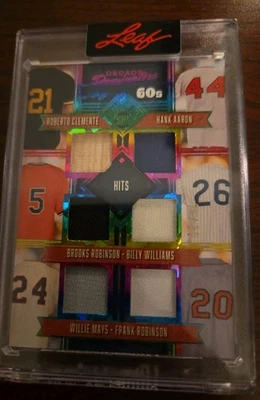 Leaf
DECADE
Dominators
60s
21
44
ROBERTO CLEMENTE
HANK AARON
5
HITS
26
BROOKS ROBINSON - BILLY WILLIAMS
24
20
WILLIE MAYS - FRANK ROBINSON